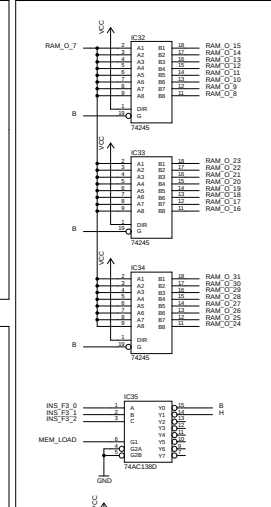 VCC
IC32
RAM_O_7 2 A1 B1 18 RAM_O_15
3 A2 B2 17 RAM_O_14
4 A3 B3 16 RAM_O_13
5 A4 B4 15 RAM_O_12
6 A5 B5 14 RAM_O_11
7 A6 B6 13 RAM_O_10
8 A7 B7 12 RAM_O_9
9 A8 B8 11 RAM_O_8
1 DIR
B 19 G
74245
VCC
IC33
2 A1 B1 18 RAM_O_23
3 A2 B2 17 RAM_O_22
4 A3 B3 16 RAM_O_21
5 A4 B4 15 RAM_O_20
6 A5 B5 14 RAM_O_19
7 A6 B6 13 RAM_O_18
8 A7 B7 12 RAM_O_17
9 A8 B8 11 RAM_O_16
1 DIR
B 19 G
74245
VCC
IC34
2 A1 B1 18 RAM_O_31
3 A2 B2 17 RAM_O_30
4 A3 B3 16 RAM_O_29
5 A4 B4 15 RAM_O_28
6 A5 B5 14 RAM_O_27
7 A6 B6 13 RAM_O_26
8 A7 B7 12 RAM_O_25
9 A8 B8 11 RAM_O_24
1 DIR
B 19 G
74245
IC35
INS_F3_0 1 A Y0 15 B
INS_F3_1 2 B Y1 14 H
INS_F3_2 3 C Y2 13
Y3 12
Y4 11
MEM_LOAD 6 G1 Y5 10
4 G2A Y6 9
5 G2B Y7 7
74AC138D
GND
VCC